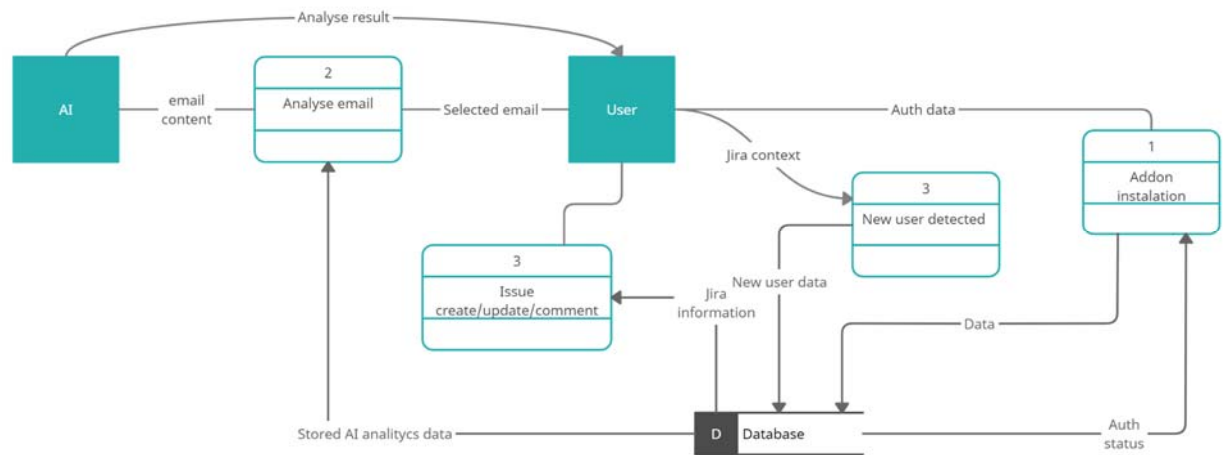 Analyse result
AI
email
content
2
Analyse email
Selected email
User
Auth data
1
Addon
instalation
Jira context
3
New user detected
3
Issue
create/update/comment
Jira
information
New user data
Data
Stored AI analitycs data
D
Database
Auth
status